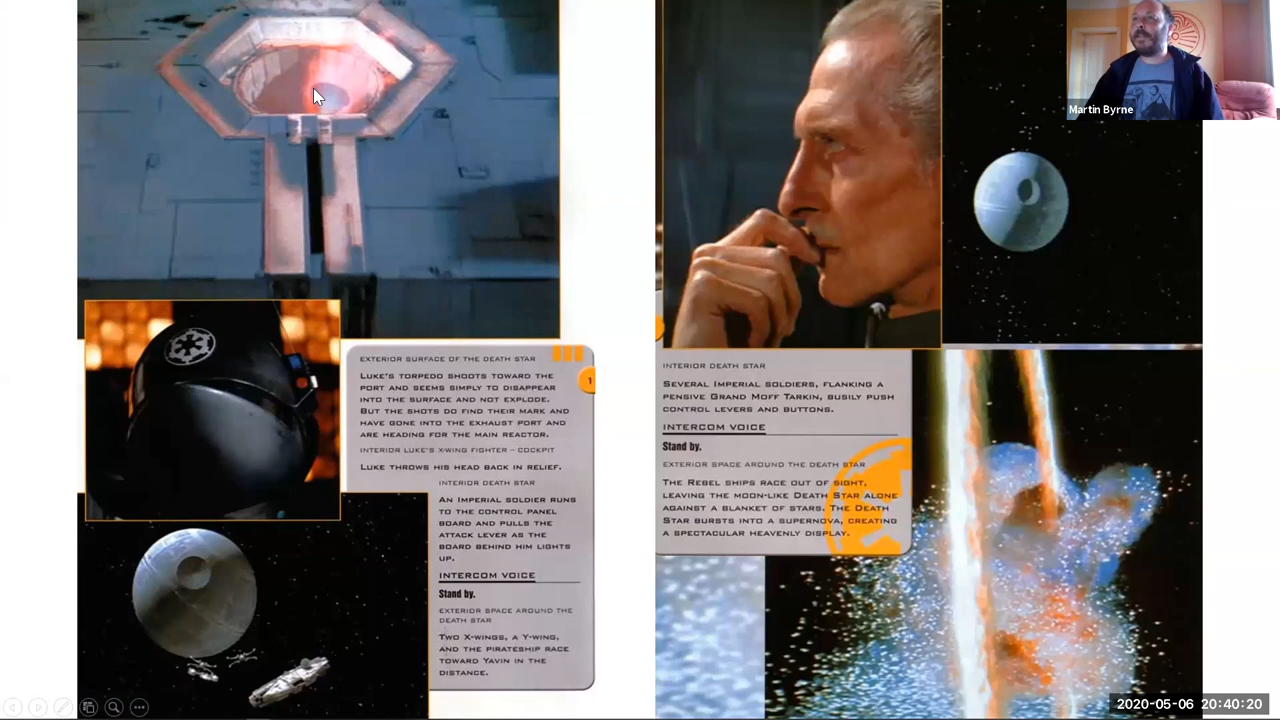 Martin Byrne
EXTERIOR SURFACE OF THE DEATH STAR
LUKE'S TORPEDO SHOOTS TOWARD THE
PORT AND SEEMS SIMPLY TO DISAPPEAR
INTO THE SURFACE AND NOT EXPLODE.
BUT THE SHOTS DO FIND THEIR MARK AND
HAVE GONE INTO THE EXHAUST PORT AND
ARE HEADING FOR THE MAIN REACTOR.
INTERIOR LUKE'S X-WING FIGHTER – COCKPIT
LUKE THROWS HIS HEAD BACK IN RELIEF.
INTERIOR DEATH STAR
AN IMPERIAL SOLDIER RUNS
TO THE CONTROL PANEL
BOARD AND PULLS THE
ATTACK LEVER AS THE
BOARD BEHIND HIM LIGHTS
UP.
INTERCOM VOICE
Stand by.
EXTERIOR SPACE AROUND THE
DEATH STAR
TWO X-WINGS, A Y-WING,
AND THE PIRATESHIP RACE
TOWARD YAVIN IN THE
DISTANCE.
1
INTERIOR DEATH STAR
SEVERAL IMPERIAL SOLDIERS, FLANKING A
PENSIVE GRAND MOFF TARKIN, BUSILY PUSH
CONTROL LEVERS AND BUTTONS.
INTERCOM VOICE
Stand by.
EXTERIOR SPACE AROUND THE DEATH STAR
THE REBEL SHIPS RACE OUT OF SIGHT,
LEAVING THE MOON-LIKE DEATH STAR ALONE
AGAINST A BLANKET OF STARS. THE DEATH
STAR BURSTS INTO A SUPERNOVA, CREATING
A SPECTACULAR HEAVENLY DISPLAY.
2020-05-06 20:40:20